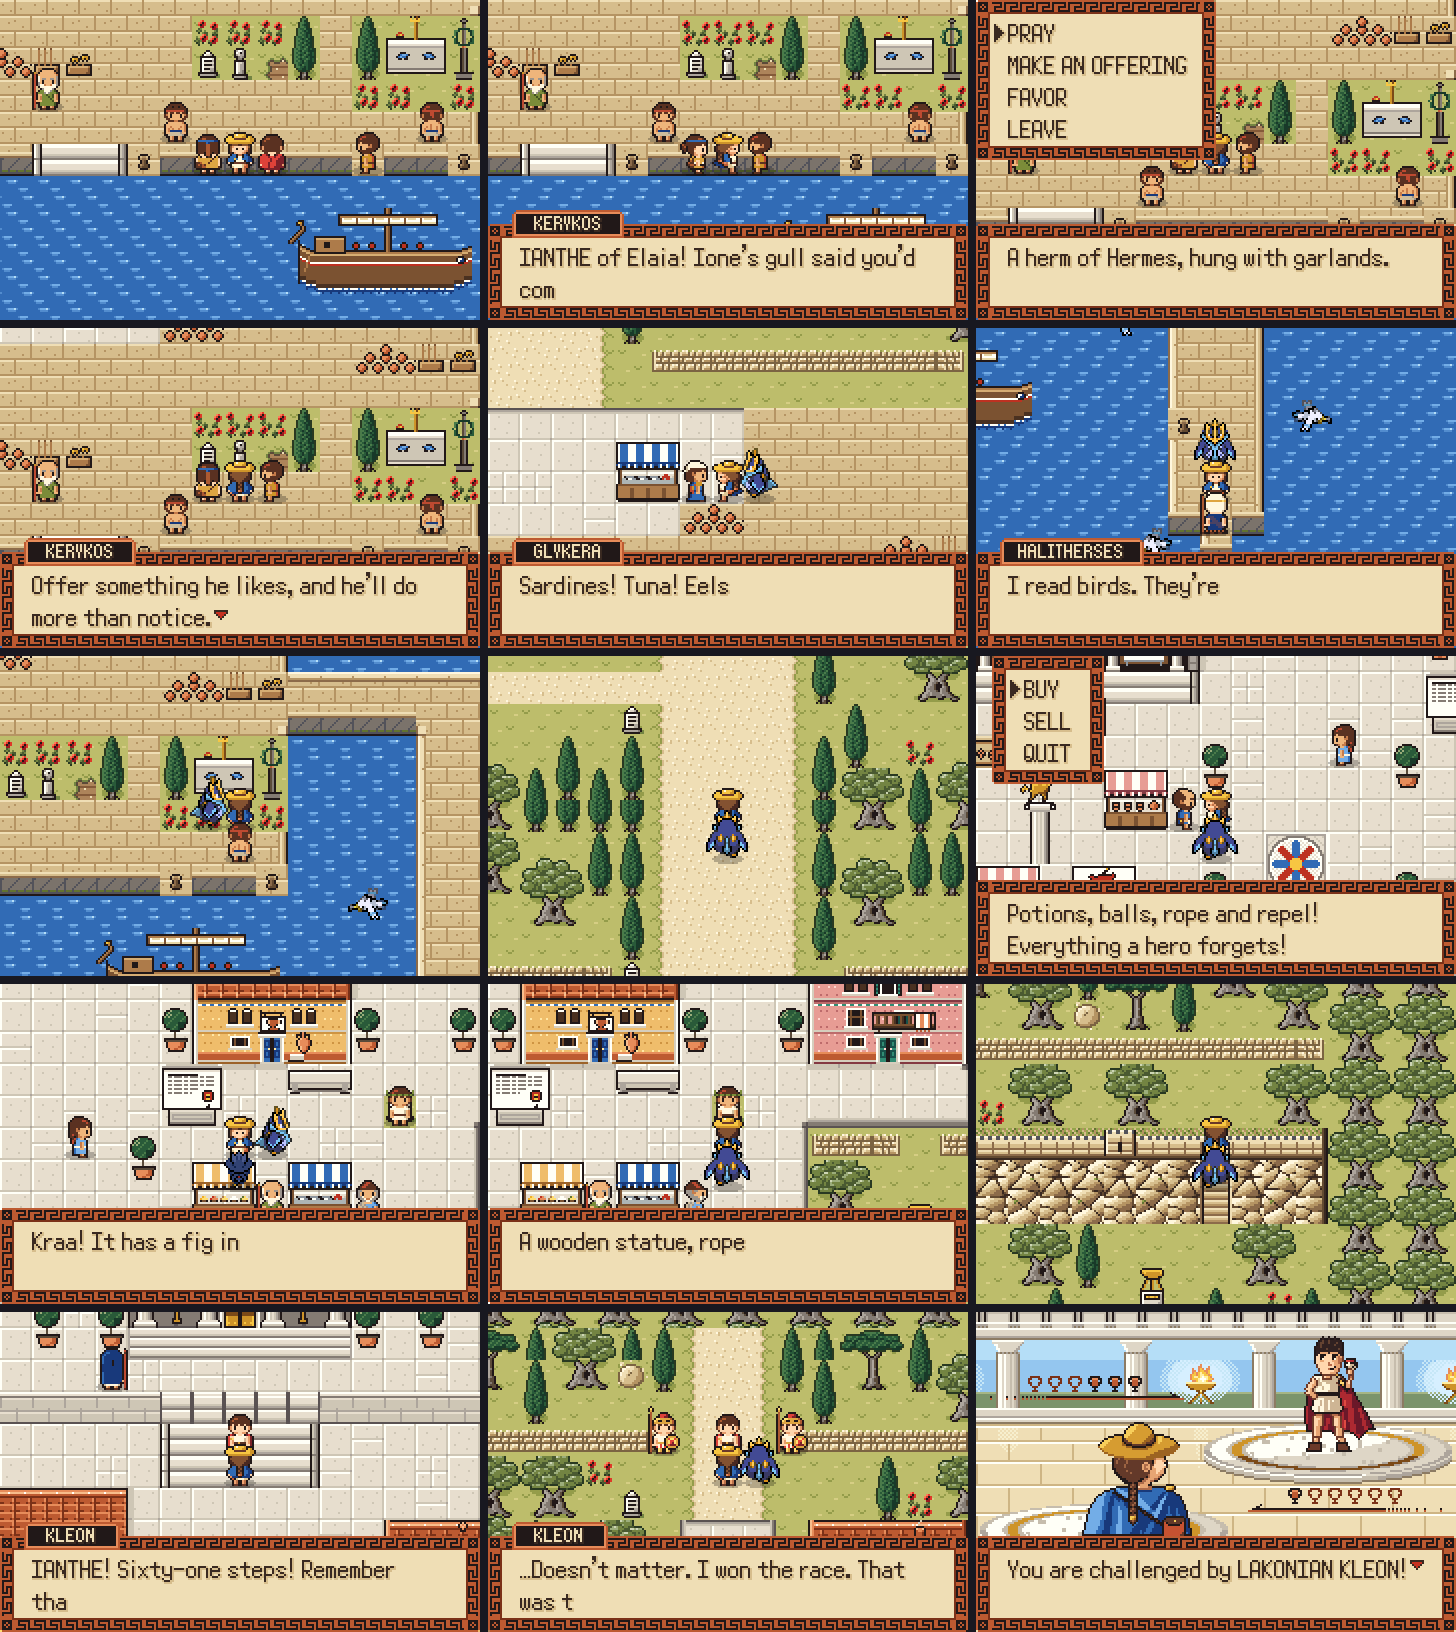 KERYKOS
IANTHE of Elaia! Ione's gull said you'd
com
PRAY
MAKE AN OFFERING
FAVOR
LEAVE
A herm of Hermes, hung with garlands.
KERYKOS
Offer something he likes, and he'll do
more than notice.
GLYKERA
Sardines! Tuna! Eels
HALITHERSES
I read birds. They're
BUY
SELL
QUIT
Potions, balls, rope and repel!
Everything a hero forgets!
Kraa! It has a fig in
A wooden statue, rope
KLEON
IANTHE! Sixty-one steps! Remember
tha
KLEON
...Doesn't matter. I won the race. That
was t
You are challenged by LAKONIAN KLEON!